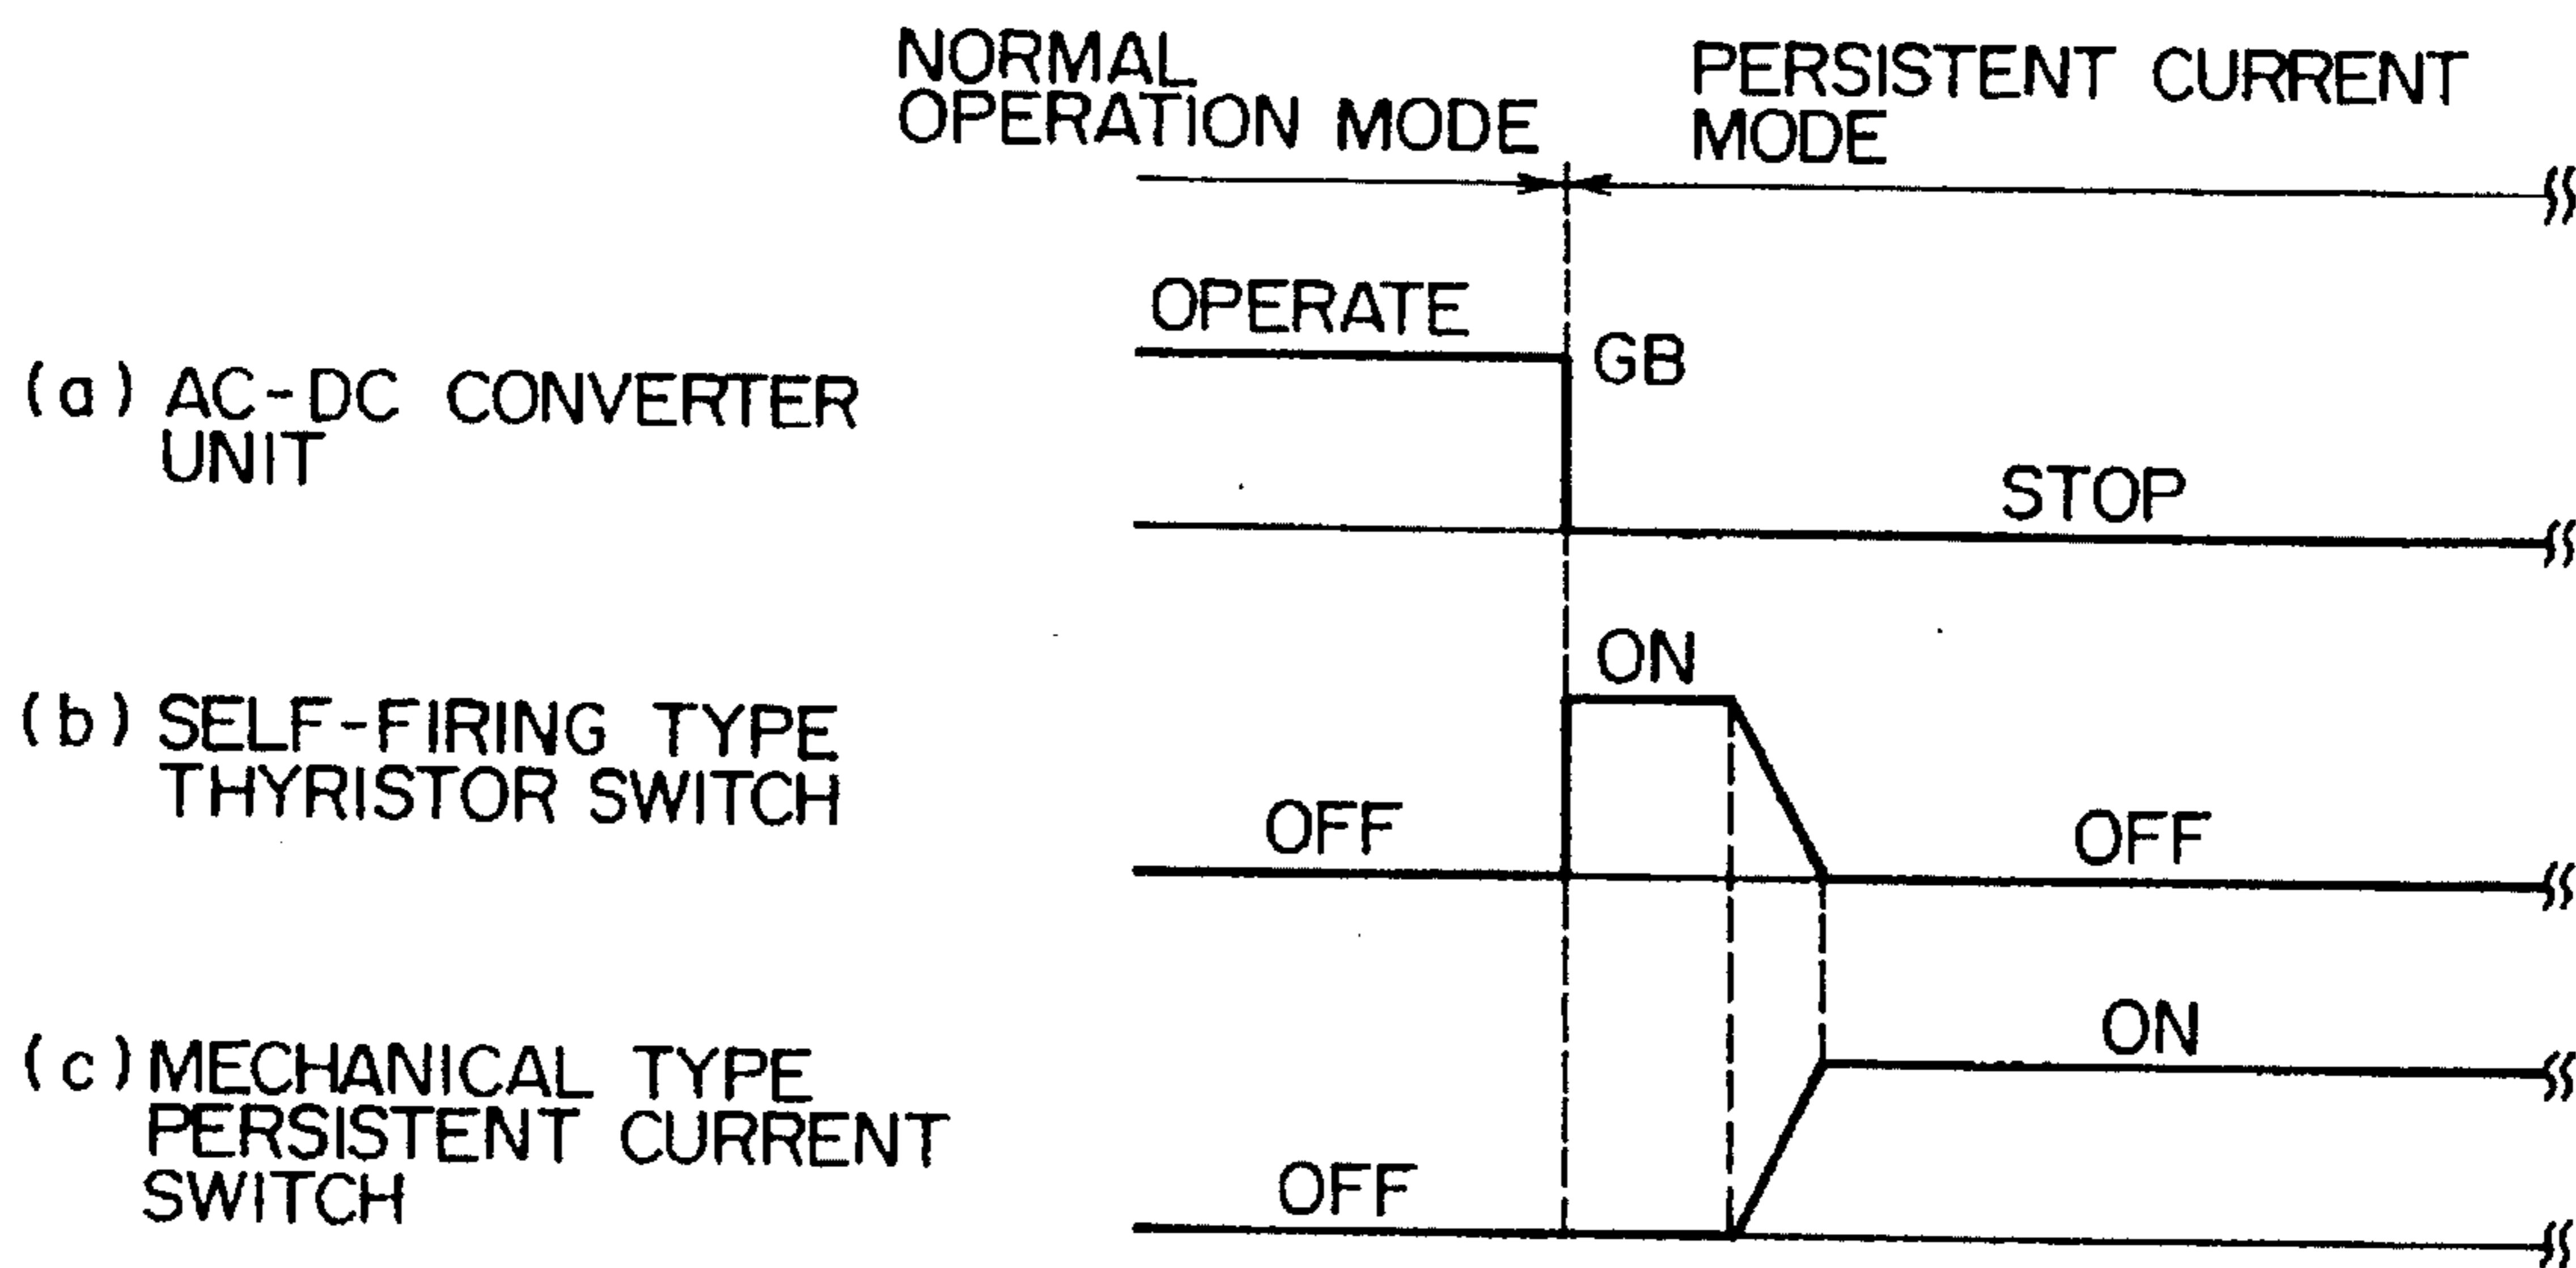 NORMAL
OPERATION MODE
PERSISTENT CURRENT
MODE
OPERATE
GB
(a) AC-DC CONVERTER
UNIT
STOP
ON
(b) SELF-FIRING TYPE
THYRISTOR SWITCH
OFF
OFF
ON
(c) MECHANICAL TYPE
PERSISTENT CURRENT
SWITCH
OFF